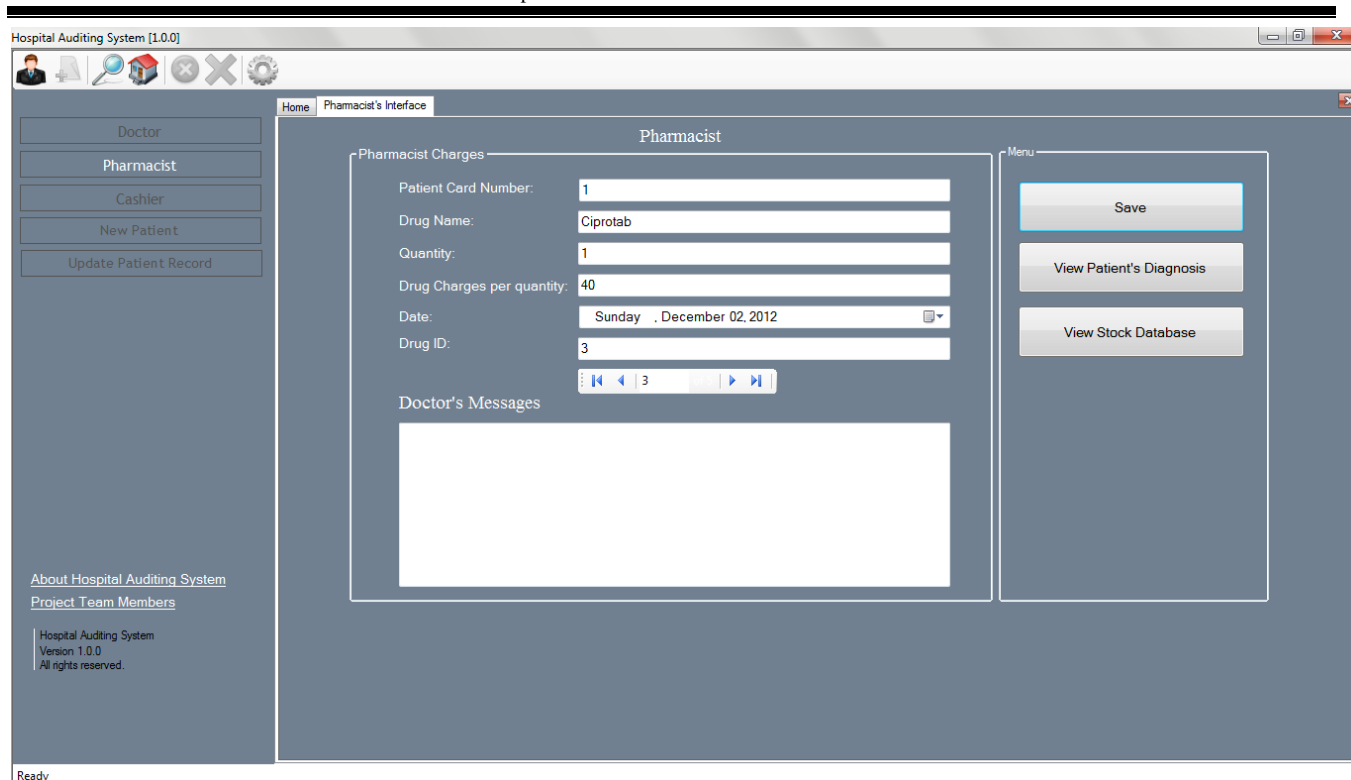 Hospital Auditing System [1.0.0]
Home Pharmacist's Interface
Doctor
Pharmacist
Cashier
New Patient
Update Patient Record
Pharmacist
Pharmacist Charges
Patient Card Number: 1
Drug Name: Ciprotab
Quantity: 1
Drug Charges per quantity: 40
Date: Sunday , December 02, 2012
Drug ID: 3
3
Doctor's Messages
Menu
Save
View Patient's Diagnosis
View Stock Database
About Hospital Auditing System
Project Team Members
Hospital Auditing System
Version 1.0.0
All rights reserved.
Ready